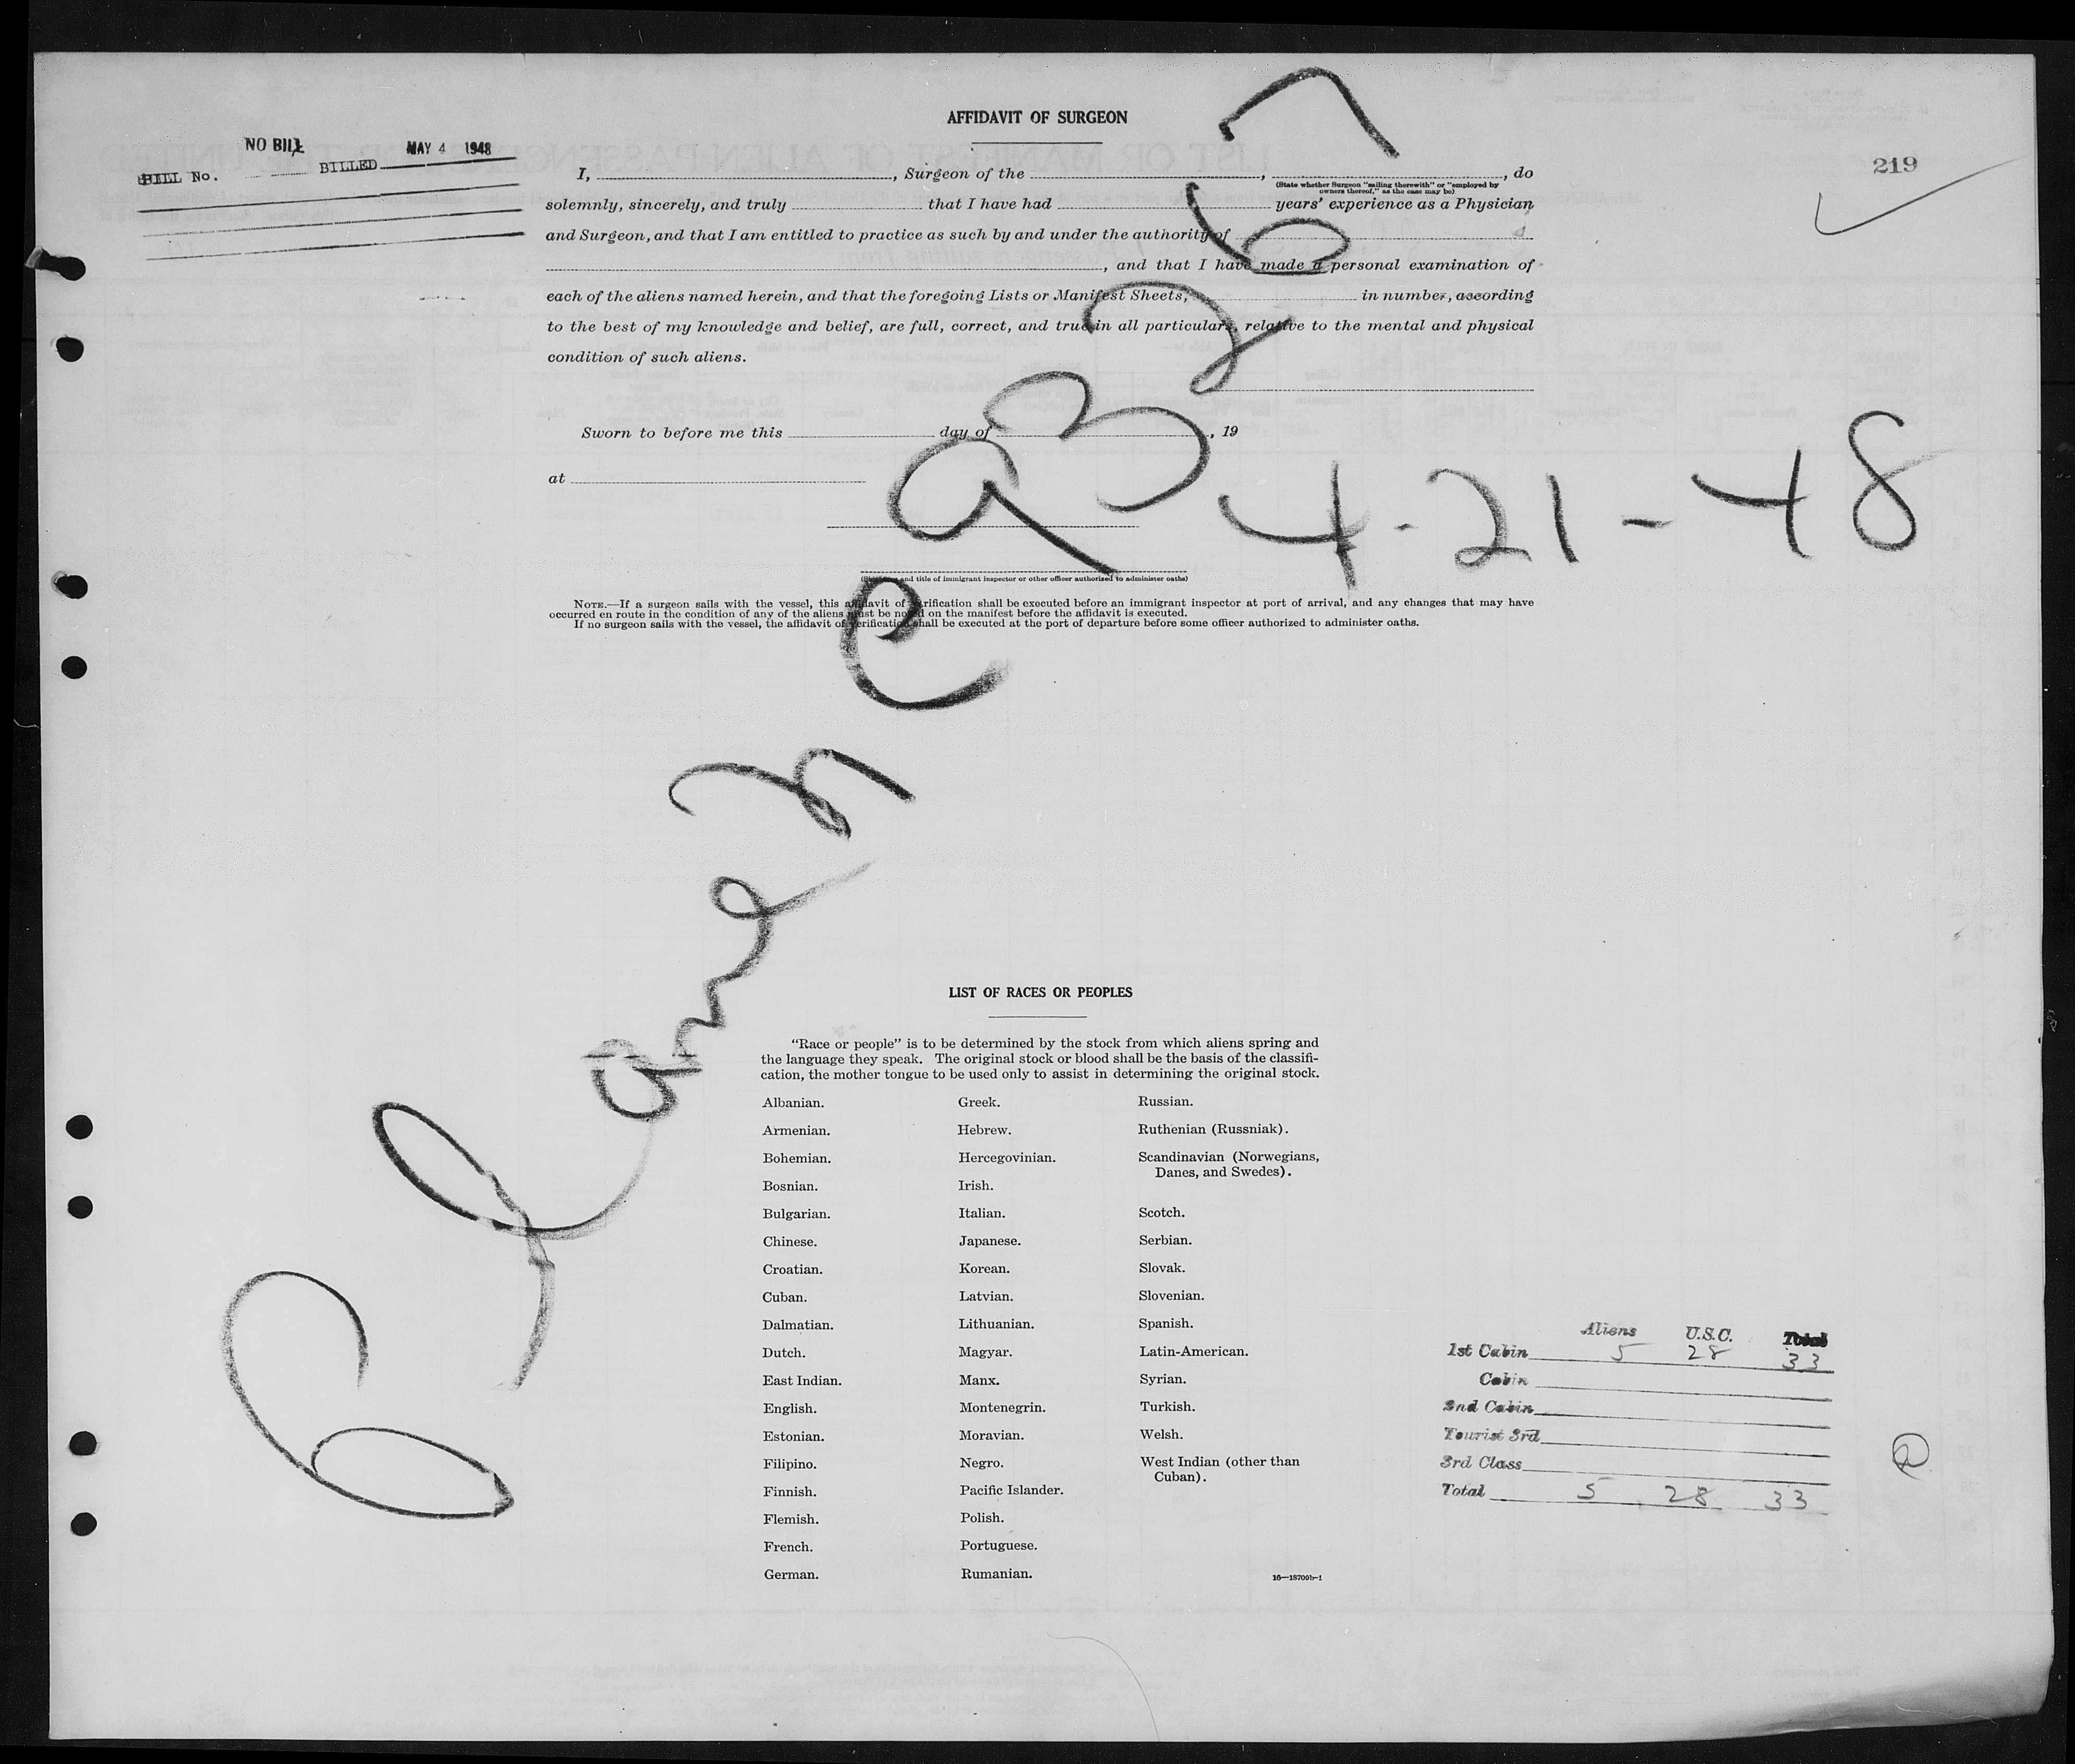 AFFIDAVIT OF SURGEON
NO BILL
BILL No. BILLED MAY 4 1948
219
I, , Surgeon of the , , do
(State whether Surgeon "sailing therewith" or "employed by
owners thereof," as the case may be)
solemnly, sincerely, and truly that I have had years' experience as a Physician
and Surgeon, and that I am entitled to practice as such by and under the authority of
, and that I have made a personal examination of
each of the aliens named herein, and that the foregoing Lists or Manifest Sheets, in number, according
to the best of my knowledge and belief, are full, correct, and true in all particulars relative to the mental and physical
condition of such aliens.
Sworn to before me this day of , 19
at
4-21-48
and title of immigrant inspector or other officer authorized to administer oaths)
NOTE.—If a surgeon sails with the vessel, this affidavit of verification shall be executed before an immigrant inspector at port of arrival, and any changes that may have
occurred en route in the condition of any of the aliens must be noted on the manifest before the affidavit is executed.
If no surgeon sails with the vessel, the affidavit of verification shall be executed at the port of departure before some officer authorized to administer oaths.
LIST OF RACES OR PEOPLES
"Race or people" is to be determined by the stock from which aliens spring and
the language they speak. The original stock or blood shall be the basis of the classifi-
cation, the mother tongue to be used only to assist in determining the original stock.
Albanian.
Armenian.
Bohemian.
Bosnian.
Bulgarian.
Chinese.
Croatian.
Cuban.
Dalmatian.
Dutch.
East Indian.
English.
Estonian.
Filipino.
Finnish.
Flemish.
French.
German.
Greek.
Hebrew.
Hercegovinian.
Irish.
Italian.
Japanese.
Korean.
Latvian.
Lithuanian.
Magyar.
Manx.
Montenegrin.
Moravian.
Negro.
Pacific Islander.
Polish.
Portuguese.
Rumanian.
Russian.
Ruthenian (Russniak).
Scandinavian (Norwegians,
Danes, and Swedes).
Scotch.
Serbian.
Slovak.
Slovenian.
Spanish.
Latin-American.
Syrian.
Turkish.
Welsh.
West Indian (other than
Cuban).
16—18709b-1
Aliens U.S.C. Total
1st Cabin 5 28 33
Cabin
2nd Cabin
Tourist 3rd
3rd Class
Total 5 28 33